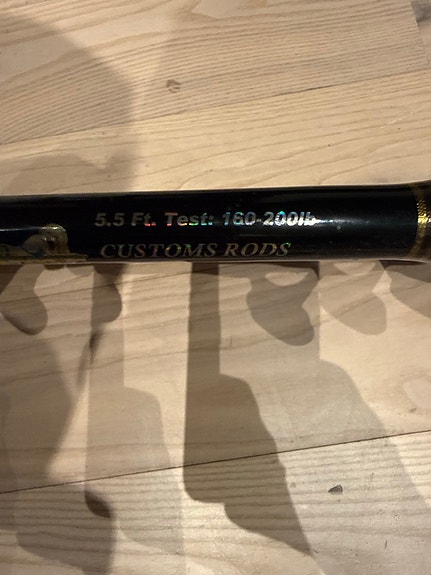 5.5 Ft. Test: 160-200lb
CUSTOMS RODS